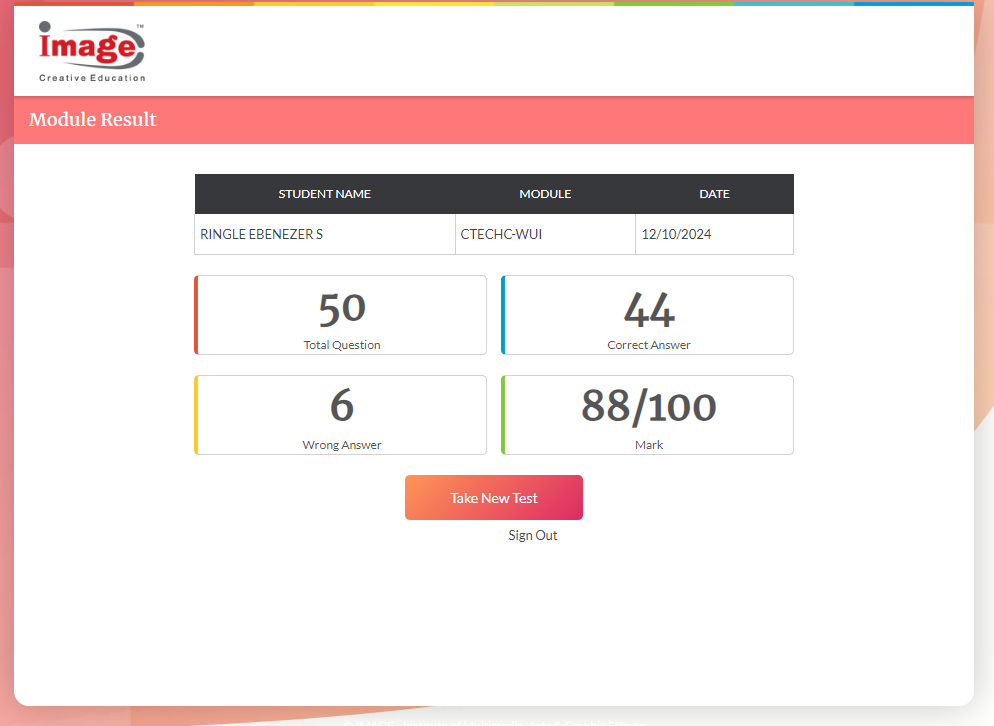 Image™
Creative Education
Module Result
STUDENT NAME MODULE DATE
RINGLE EBENEZER S CTECHC-WUI 12/10/2024
50 44
Total Question Correct Answer
6 88/100
Wrong Answer Mark
Take New Test
Sign Out